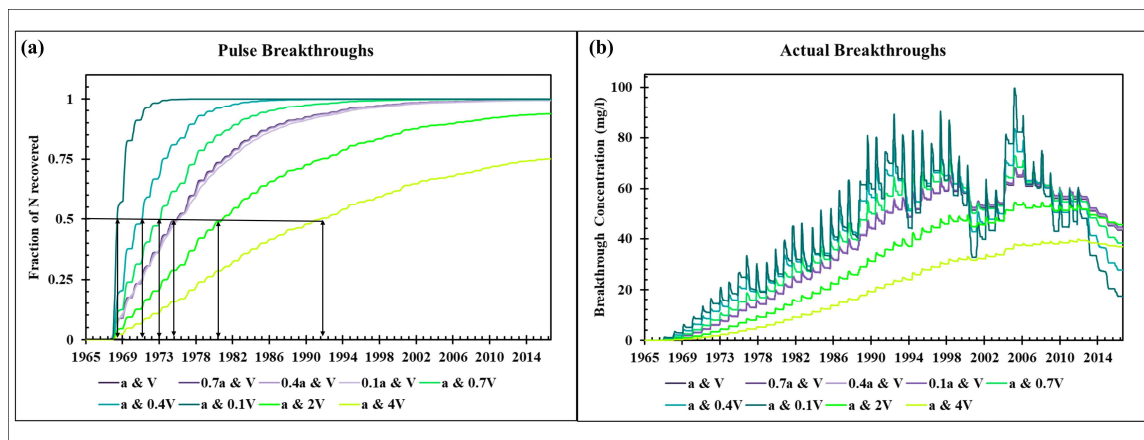 (a)
Pulse Breakthroughs
Fraction of N recovered
1
0.75
0.5
0.25
0
1965 1969 1973 1978 1982 1986 1990 1994 1998 2002 2006 2010 2014
a & V 0.7a & V 0.4a & V 0.1a & V a & 0.7V
a & 0.4V a & 0.1V a & 2V a & 4V
(b)
Actual Breakthroughs
Breakthrough Concentration (mg/l)
100
80
60
40
20
0
1965 1969 1973 1978 1982 1986 1990 1994 1998 2002 2006 2010 2014
a & V 0.7a & V 0.4a & V 0.1a & V a & 0.7V
a & 0.4V a & 0.1V a & 2V a & 4V